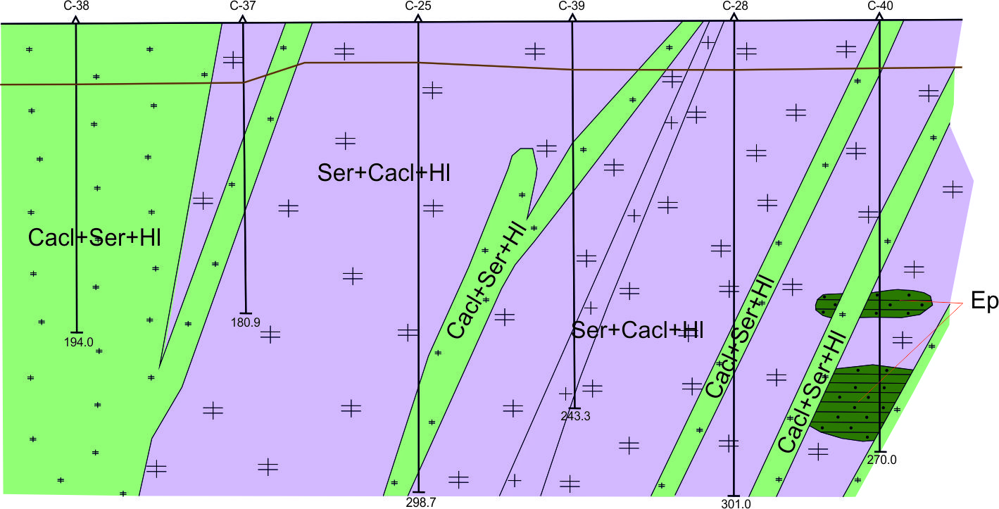 C-38
C-37
C-25
C-39
C-28
C-40
Ser+Cacl+Hl
Cacl+Ser+Hl
Cacl+Ser+Hl
Ser+Cacl+Hl
Cacl+Ser+Hl
Cacl+Ser+Hl
Ep
194.0
180.9
298.7
243.3
301.0
270.0